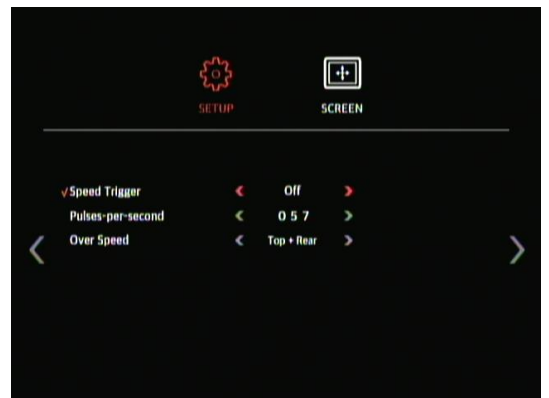 SETUP SCREEN
√ Speed Trigger < Off >
Pulses-per-second < 0 5 7 >
Over Speed < Top + Rear >